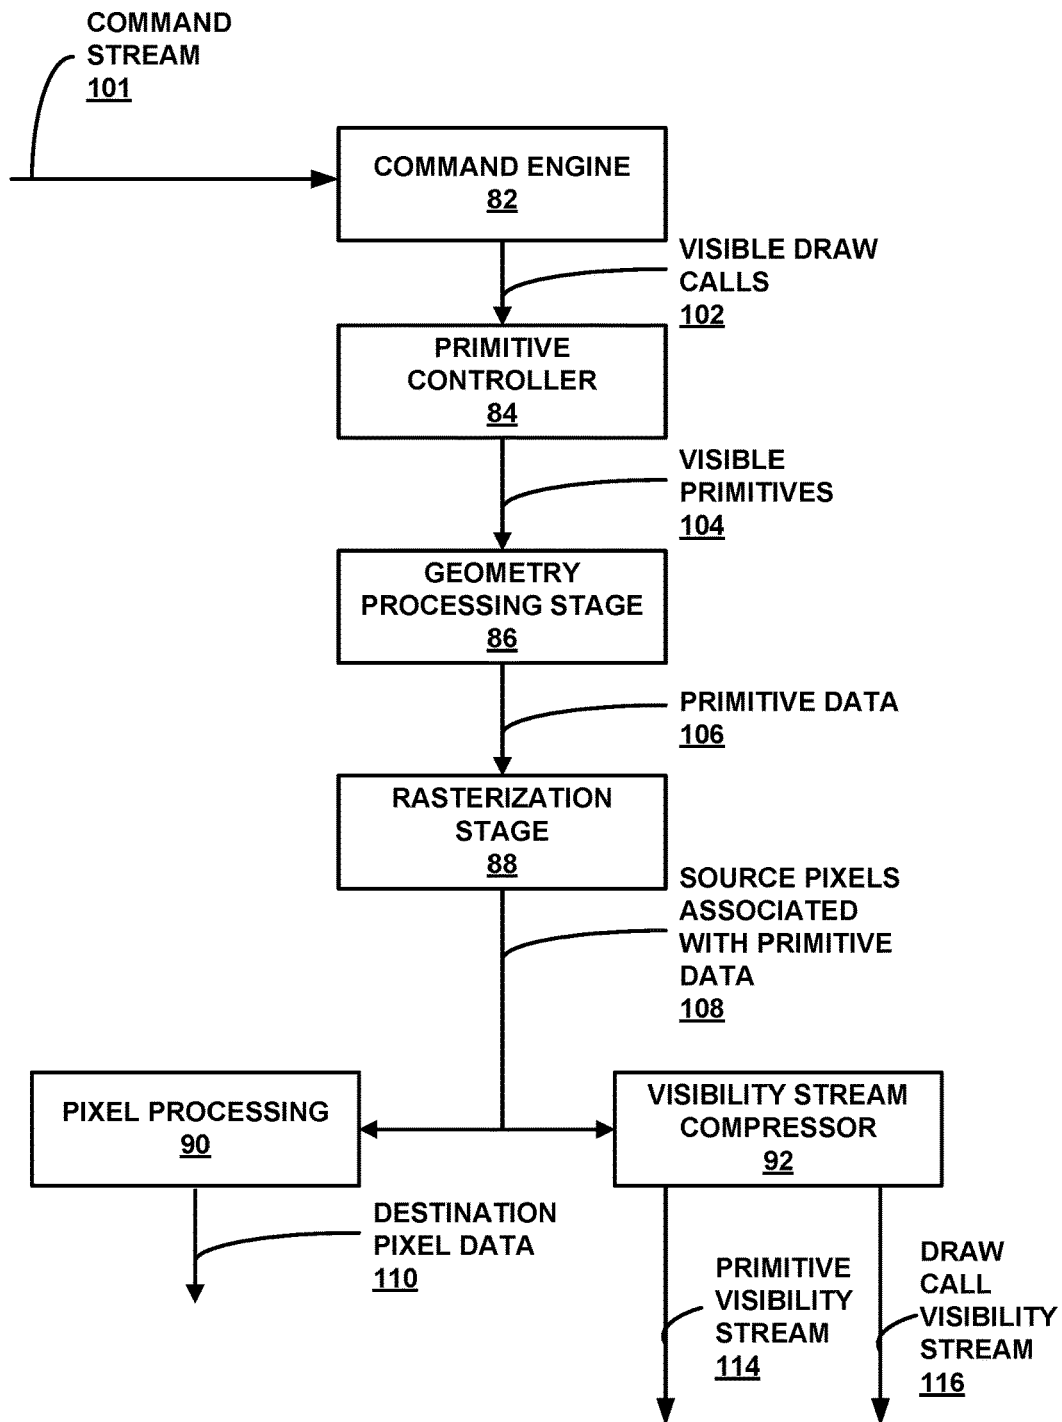 COMMAND
STREAM
101
COMMAND ENGINE
82
VISIBLE DRAW
CALLS
102
PRIMITIVE
CONTROLLER
84
VISIBLE
PRIMITIVES
104
GEOMETRY
PROCESSING STAGE
86
PRIMITIVE DATA
106
RASTERIZATION
STAGE
88
SOURCE PIXELS
ASSOCIATED
WITH PRIMITIVE
DATA
108
PIXEL PROCESSING
90
VISIBILITY STREAM
COMPRESSOR
92
DESTINATION
PIXEL DATA
110
PRIMITIVE
VISIBILITY
STREAM
114
DRAW
CALL
VISIBILITY
STREAM
116